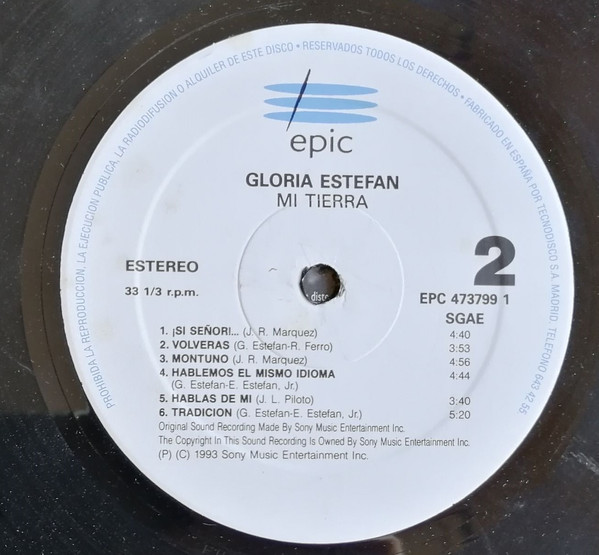 PROHIBIDA LA REPRODUCCION, LA EJECUCION PUBLICA, LA RADIODIFUSION O ALQUILER DE ESTE DISCO • RESERVADOS TODOS LOS DERECHOS • FABRICADO EN ESPAÑA POR TECNODISCO S.A. MADRID. TELEFONO 643 42 55
epic
GLORIA ESTEFAN
MI TIERRA
ESTEREO
33 1/3 r.p.m.
2
EPC 473799 1
SGAE
1. ¡SI SEÑOR!... (J. R. Marquez) 4:40
2. VOLVERAS (G. Estefan-R. Ferro) 3:53
3. MONTUNO (J. R. Marquez) 4:56
4. HABLEMOS EL MISMO IDIOMA 4:44
(G. Estefan-E. Estefan, Jr.)
5. HABLAS DE MI (J. L. Piloto) 3:40
6. TRADICION (G. Estefan-E. Estefan, Jr.) 5:20
Original Sound Recording Made By Sony Music Entertainment Inc.
The Copyright In This Sound Recording Is Owned By Sony Music Entertainment Inc.
(P) (C) 1993 Sony Music Entertainment Inc.